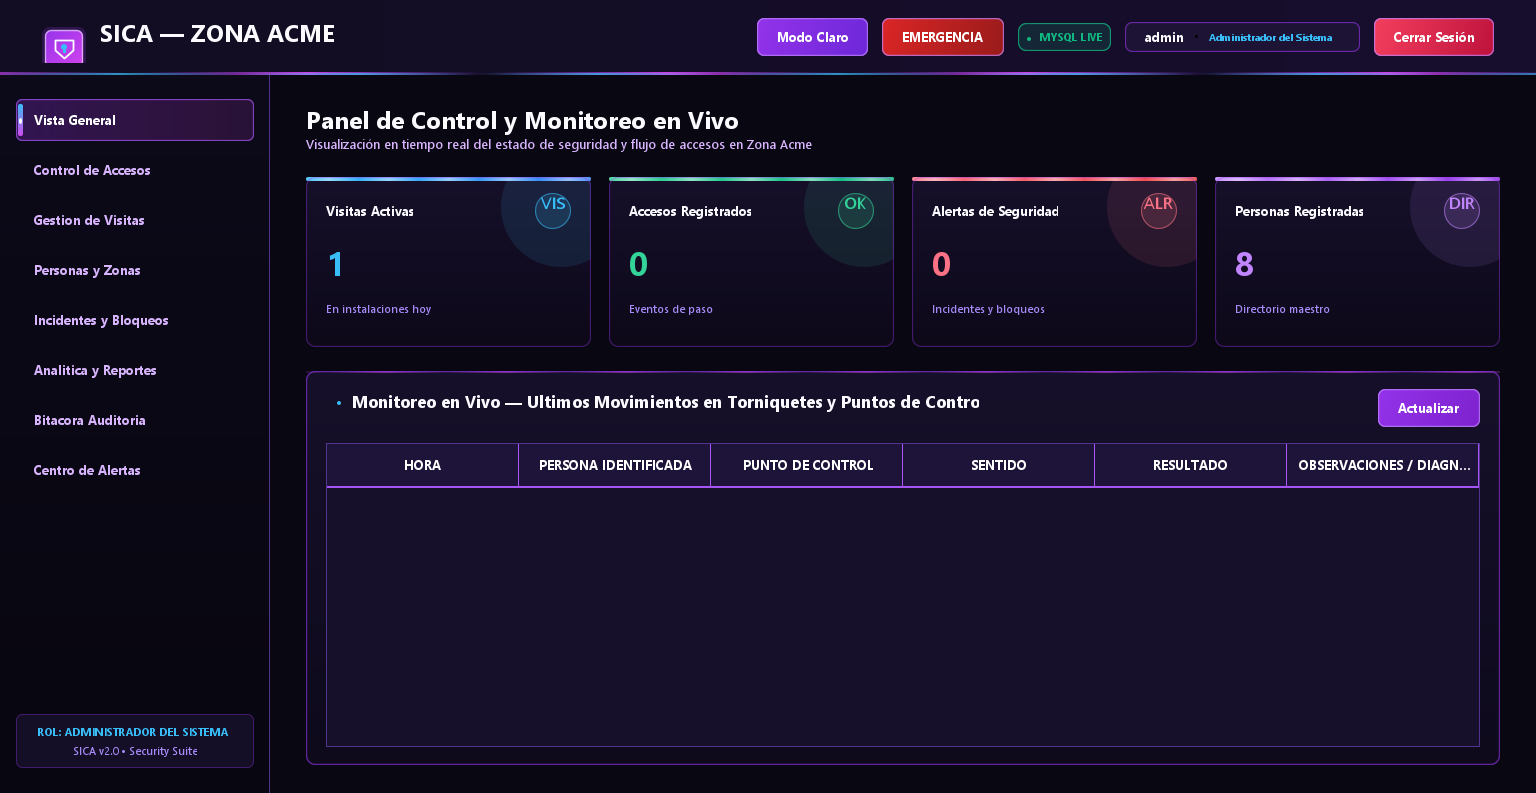 SICA — ZONA ACME
Modo Claro
EMERGENCIA
• MYSQL LIVE
admin • Administrador del Sistema
Cerrar Sesión
Vista General
Control de Accesos
Gestion de Visitas
Personas y Zonas
Incidentes y Bloqueos
Analitica y Reportes
Bitacora Auditoria
Centro de Alertas
ROL: ADMINISTRADOR DEL SISTEMA
SICA v2.0 • Security Suite
Panel de Control y Monitoreo en Vivo
Visualización en tiempo real del estado de seguridad y flujo de accesos en Zona Acme
Visitas Activas
VIS
1
En instalaciones hoy
Accesos Registrados
OK
0
Eventos de paso
Alertas de Seguridad
ALR
0
Incidentes y bloqueos
Personas Registradas
DIR
8
Directorio maestro
• Monitoreo en Vivo — Ultimos Movimientos en Torniquetes y Puntos de Contro
Actualizar
HORA
PERSONA IDENTIFICADA
PUNTO DE CONTROL
SENTIDO
RESULTADO
OBSERVACIONES / DIAGN...